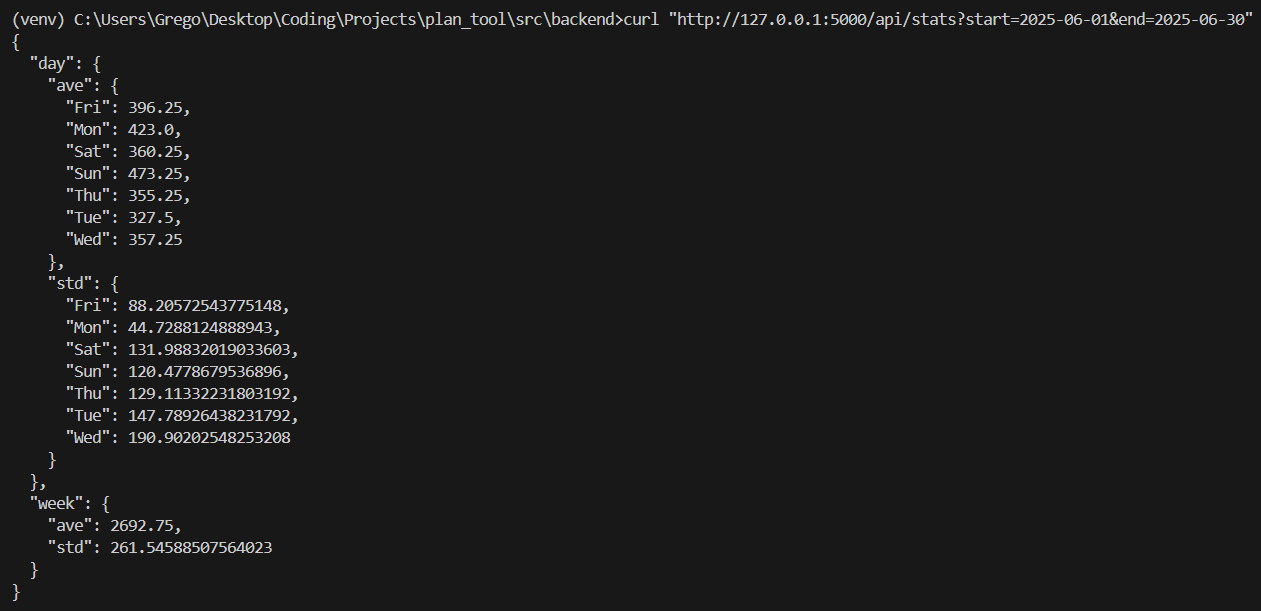 (venv) C:\Users\Grego\Desktop\Coding\Projects\plan_tool\src\backend>curl "http://127.0.0.1:5000/api/stats?start=2025-06-01&end=2025-06-30"
{
  "day": {
    "ave": {
      "Fri": 396.25,
      "Mon": 423.0,
      "Sat": 360.25,
      "Sun": 473.25,
      "Thu": 355.25,
      "Tue": 327.5,
      "Wed": 357.25
    },
    "std": {
      "Fri": 88.20572543775148,
      "Mon": 44.7288124888943,
      "Sat": 131.98832019033603,
      "Sun": 120.4778679536896,
      "Thu": 129.11332231803192,
      "Tue": 147.78926438231792,
      "Wed": 190.90202548253208
    }
  },
  "week": {
    "ave": 2692.75,
    "std": 261.54588507564023
  }
}